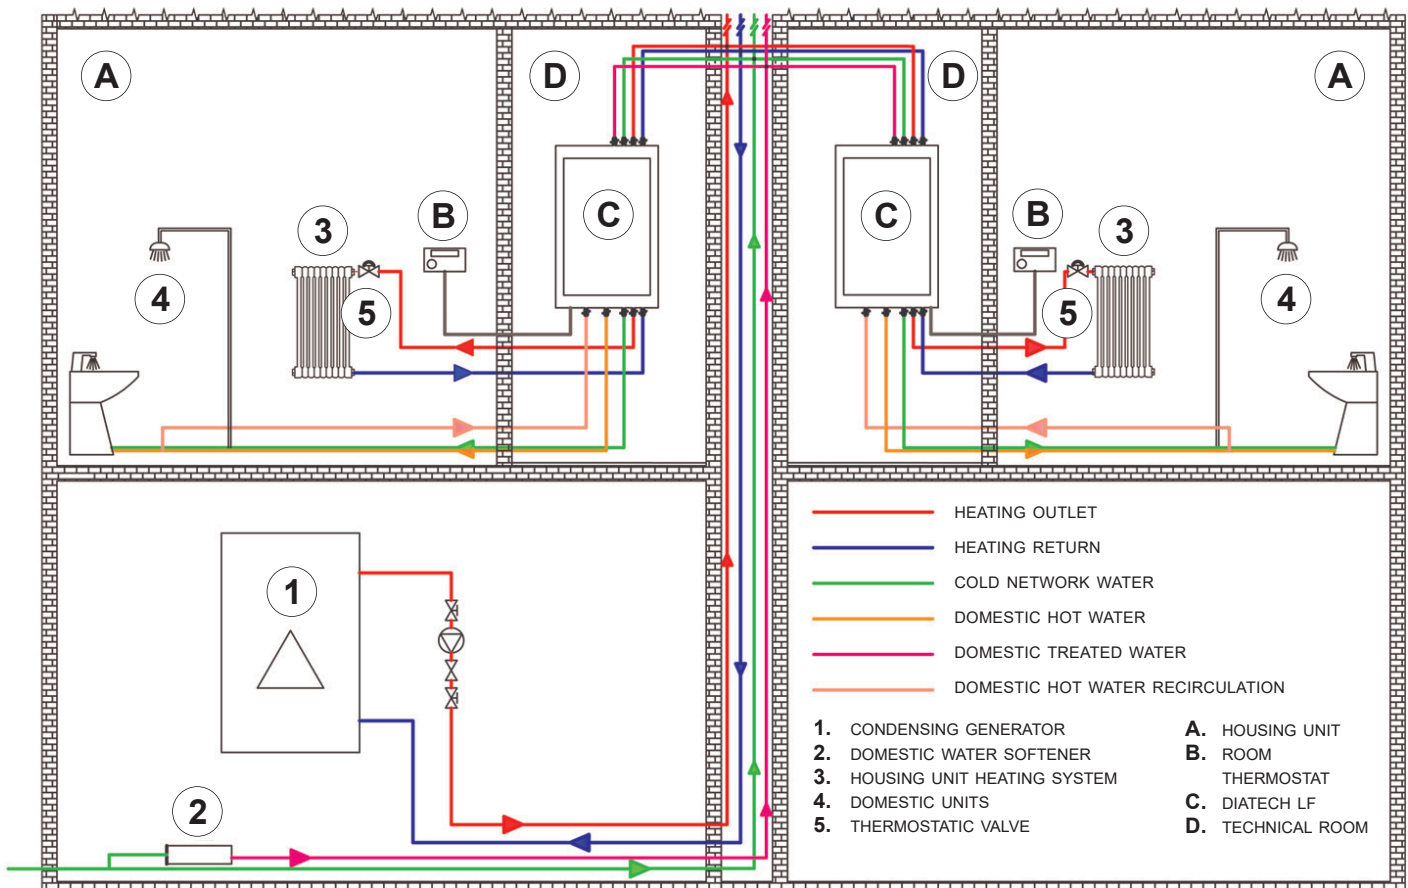 A
D
D
A
3
B
C
C
B
3
4
5
5
4
1
2
HEATING OUTLET
HEATING RETURN
COLD NETWORK WATER
DOMESTIC HOT WATER
DOMESTIC TREATED WATER
DOMESTIC HOT WATER RECIRCULATION
1. CONDENSING GENERATOR
2. DOMESTIC WATER SOFTENER
3. HOUSING UNIT HEATING SYSTEM
4. DOMESTIC UNITS
5. THERMOSTATIC VALVE
A. HOUSING UNIT
B. ROOM
THERMOSTAT
C. DIATECH LF
D. TECHNICAL ROOM